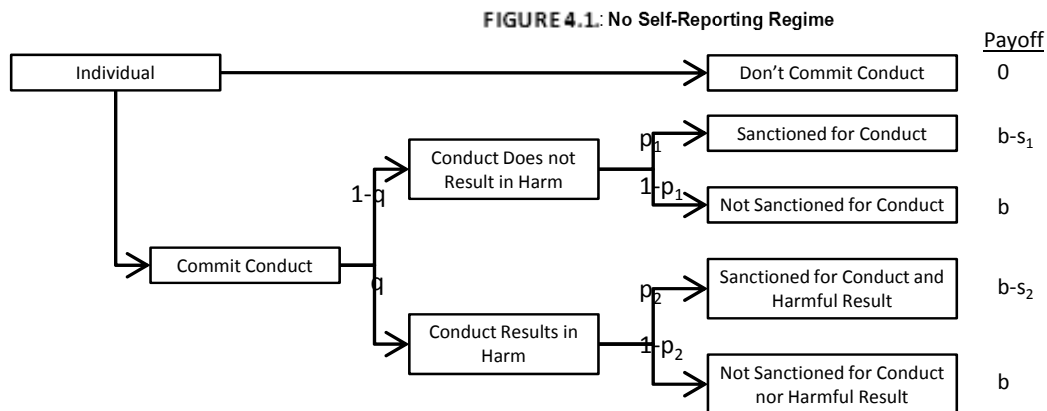 FIGURE 4.1.: No Self-Reporting Regime
Payoff
Individual
Don't Commit Conduct
0
Conduct Does not
Result in Harm
p₁
Sanctioned for Conduct
b-s₁
1-q
1-p₁
Not Sanctioned for Conduct
b
Commit Conduct
q
Conduct Results in
Harm
p₂
Sanctioned for Conduct and
Harmful Result
b-s₂
1-p₂
Not Sanctioned for Conduct
nor Harmful Result
b